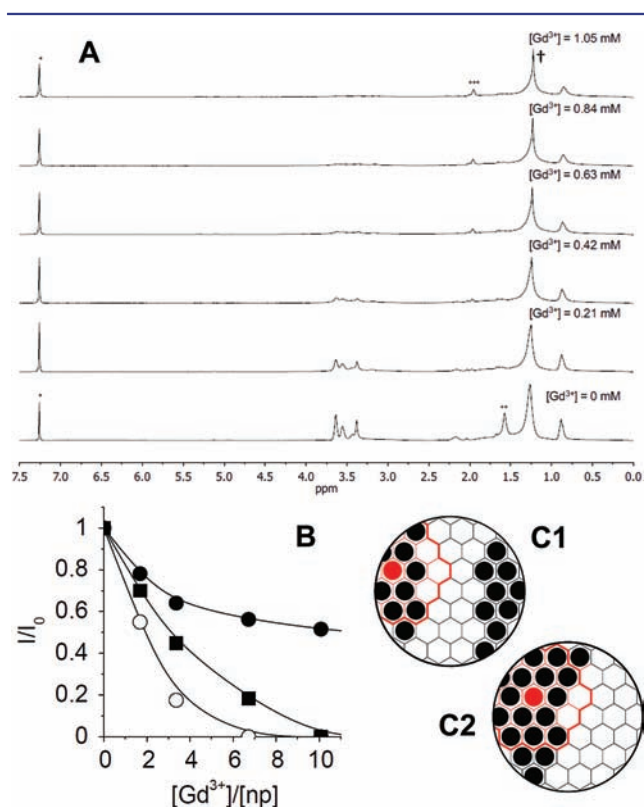 A
[Gd³⁺] = 1.05 mM
*
***
†
[Gd³⁺] = 0.84 mM
[Gd³⁺] = 0.63 mM
[Gd³⁺] = 0.42 mM
[Gd³⁺] = 0.21 mM
[Gd³⁺] = 0 mM
*
**
7.5 7.0 6.5 6.0 5.5 5.0 4.5 4.0 3.5 3.0 2.5 2.0 1.5 1.0 0.5 0.0
ppm
B
I/I₀
1
0.8
0.6
0.4
0.2
0
0 2 4 6 8 10
[Gd³⁺]/[np]
C1
C2